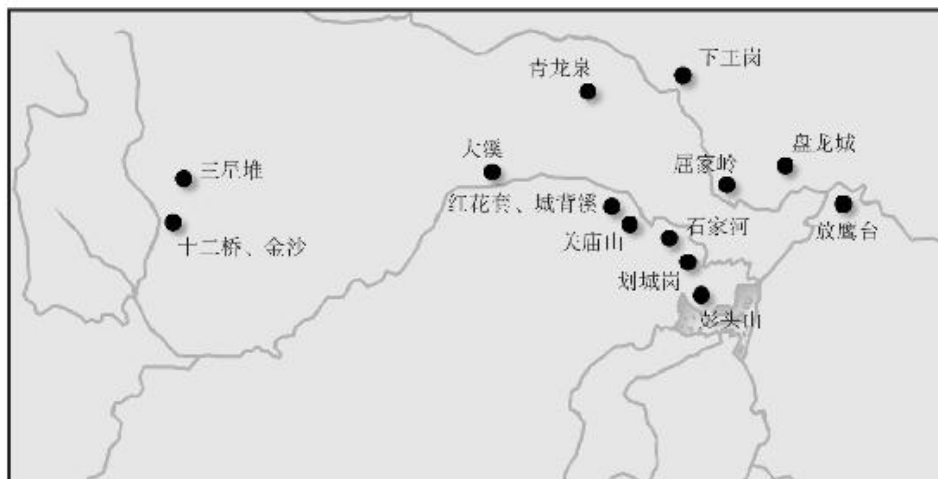 下王岗
青龙泉
盘龙城
大溪
屈家岭
三星堆
红花套、城背溪
石家河
放鹰台
十二桥、金沙
关庙山
划城岗
彭头山